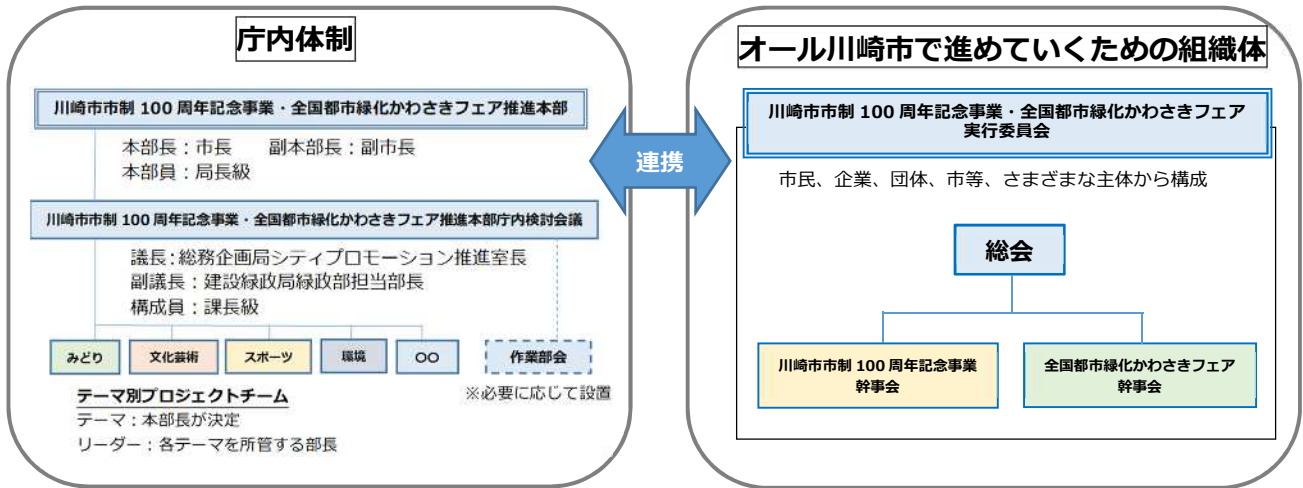 庁内体制
川崎市市制 100 周年記念事業・全国都市緑化かわさきフェア推進本部
本部長：市長　　副本部長：副市長
本部員：局長級
川崎市市制 100 周年記念事業・全国都市緑化かわさきフェア推進本部庁内検討会議
議長：総務企画局シティプロモーション推進室長
副議長：建設緑政局緑政部担当部長
構成員：課長級
みどり
文化芸術
スポーツ
環境
〇〇
作業部会
※必要に応じて設置
テーマ別プロジェクトチーム
テーマ：本部長が決定
リーダー：各テーマを所管する部長
連携
オール川崎市で進めていくための組織体
川崎市市制 100 周年記念事業・全国都市緑化かわさきフェア
実行委員会
市民、企業、団体、市等、さまざまな主体から構成
総会
川崎市市制 100 周年記念事業
幹事会
全国都市緑化かわさきフェア
幹事会